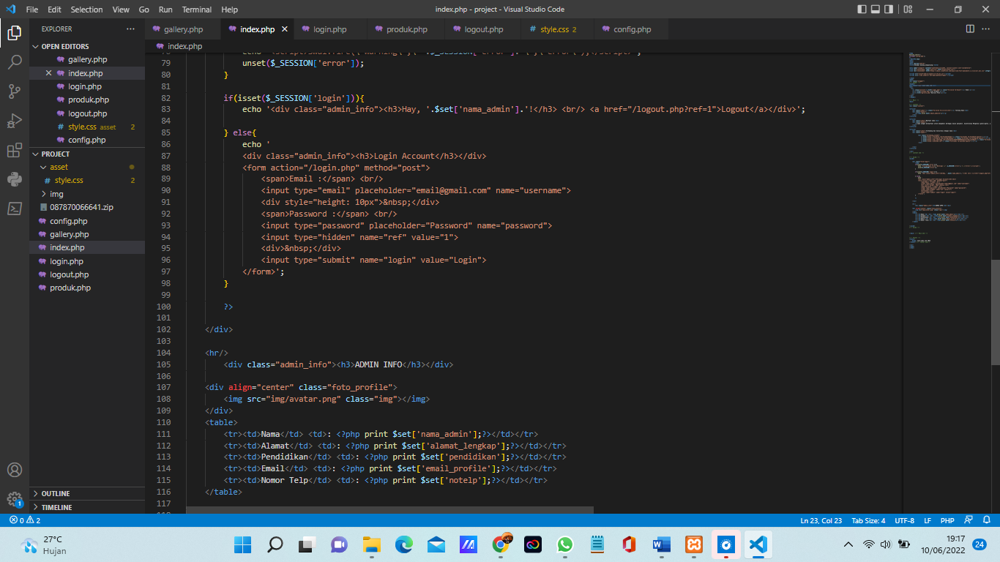 File Edit Selection View Go Run Terminal Help index.php - project - Visual Studio Code
EXPLORER
gallery.php index.php login.php produk.php logout.php style.css 2 config.php
OPEN EDITORS
gallery.php
index.php
login.php
produk.php
logout.php
style.css asset 2
config.php
PROJECT
asset
style.css 2
img
087870066641.zip
config.php
gallery.php
index.php
login.php
logout.php
produk.php
OUTLINE
TIMELINE
index.php
79 unset($_SESSION['error']);
80 }
81
82 if(isset($_SESSION['login'])){
83 echo '<div class="admin_info"><h3>Hay, '.$set['nama_admin'].'!</h3> <br/> <a href="/logout.php?ref=1">Logout</a></div>';
84
85 } else{
86 echo '
87 <div class="admin_info"><h3>Login Account</h3></div>
88 <form action="/login.php" method="post">
89 <span>Email :</span> <br/>
90 <input type="email" placeholder="email@gmail.com" name="username">
91 <div style="height: 10px">&nbsp;</div>
92 <span>Password :</span> <br/>
93 <input type="password" placeholder="Password" name="password">
94 <input type="hidden" name="ref" value="1">
95 <div>&nbsp;</div>
96 <input type="submit" name="login" value="Login">
97 </form>';
98 }
99
100 ?>
101
102 </div>
103
104 <hr/>
105 <div class="admin_info"><h3>ADMIN INFO</h3></div>
106
107 <div align="center" class="foto_profile">
108 <img src="img/avatar.png" class="img"></img>
109 </div>
110 <table>
111 <tr><td>Nama</td> <td>: <?php print $set['nama_admin'];?></td></tr>
112 <tr><td>Alamat</td> <td>: <?php print $set['alamat_lengkap'];?></td></tr>
113 <tr><td>Pendidikan</td> <td>: <?php print $set['pendidikan'];?></td></tr>
114 <tr><td>Email</td> <td>: <?php print $set['email_profile'];?></td></tr>
115 <tr><td>Nomor Telp</td> <td>: <?php print $set['notelp'];?></td></tr>
116 </table>
117
1
0 2 Ln 23, Col 23 Tab Size: 4 UTF-8 LF PHP
27°C
Hujan
19:17
10/06/2022
24